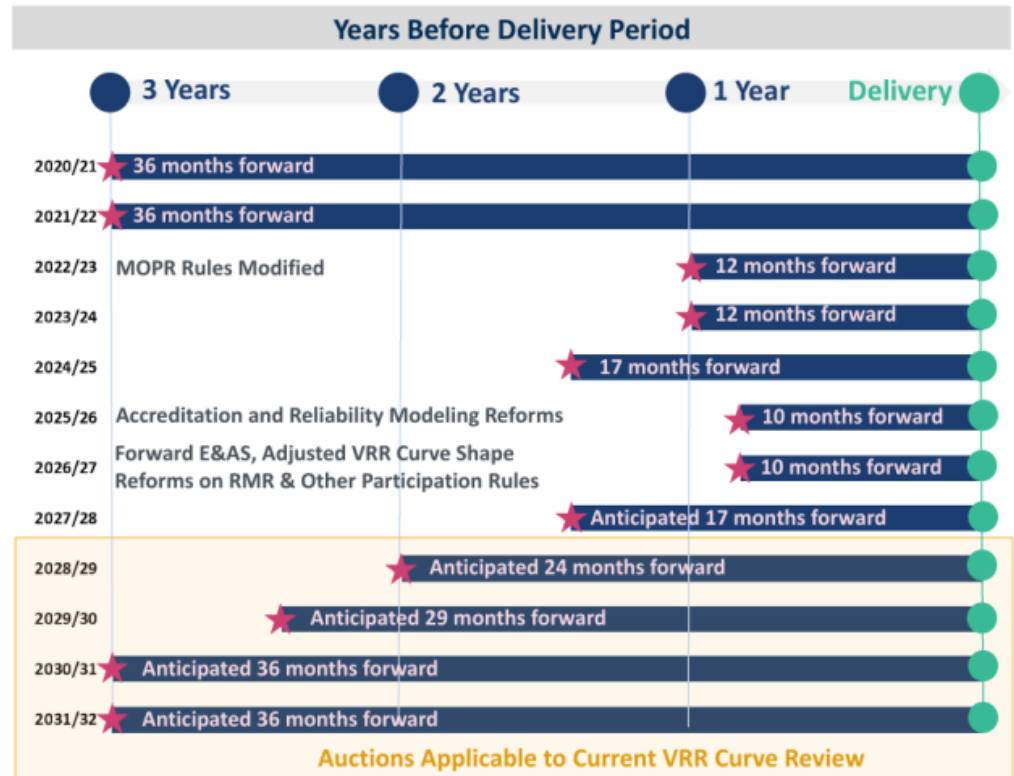 Years Before Delivery Period
3 Years
2 Years
1 Year
Delivery
2020/21
36 months forward
2021/22
36 months forward
2022/23
MOPR Rules Modified
12 months forward
2023/24
12 months forward
2024/25
17 months forward
2025/26
Accreditation and Reliability Modeling Reforms
10 months forward
2026/27
Forward E&AS, Adjusted VRR Curve Shape
Reforms on RMR & Other Participation Rules
10 months forward
2027/28
Anticipated 17 months forward
2028/29
Anticipated 24 months forward
2029/30
Anticipated 29 months forward
2030/31
Anticipated 36 months forward
2031/32
Anticipated 36 months forward
Auctions Applicable to Current VRR Curve Review